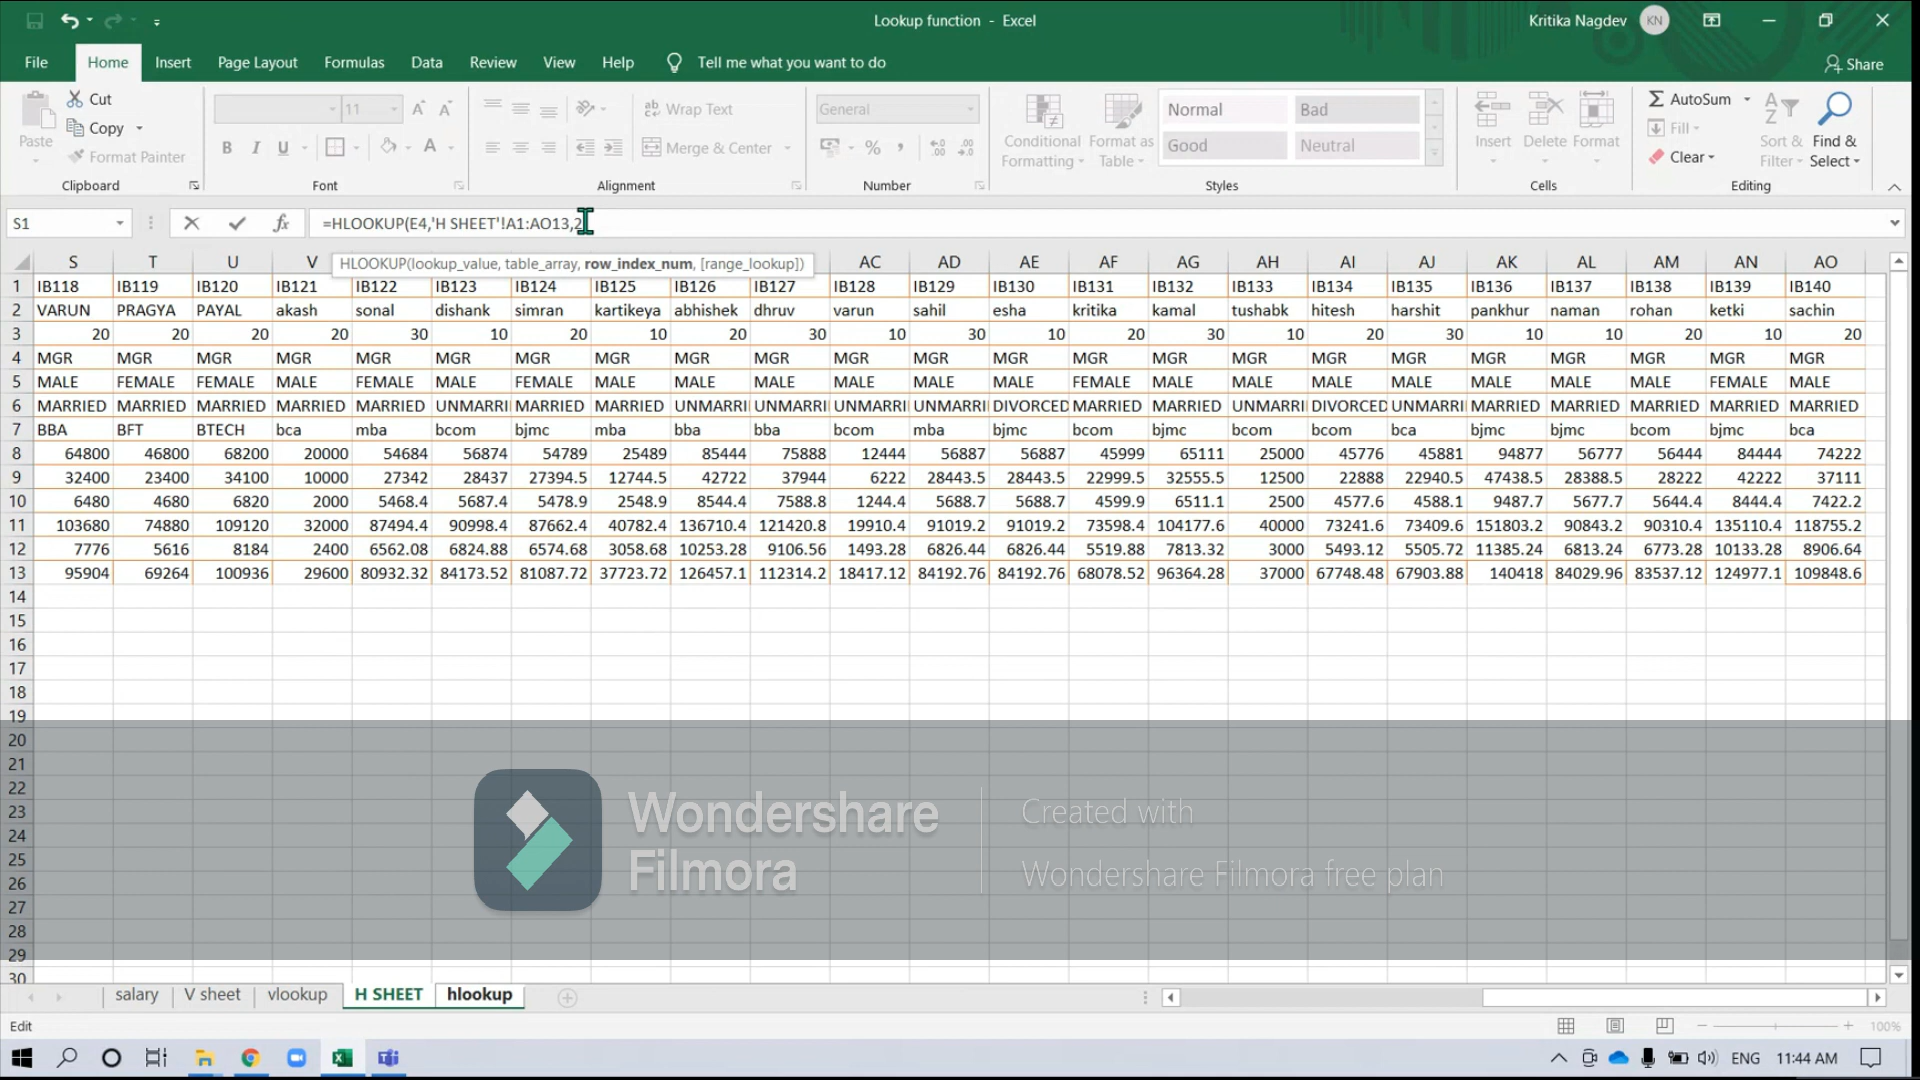 Lookup function - Excel
Kritika Nagdev KN
File Home Insert Page Layout Formulas Data Review View Help Tell me what you want to do Share
Paste Cut Copy Format Painter Clipboard
11 B I U A Font
Wrap Text Merge & Center Alignment
General % , Number
Conditional Formatting Format as Table Normal Bad Good Neutral Styles
Insert Delete Format Cells
AutoSum Fill Clear Sort & Filter Find & Select Editing
S1 fx =HLOOKUP(E4,'H SHEET'!A1:AO13,2
HLOOKUP(lookup_value, table_array, row_index_num, [range_lookup])
S T U V AC AD AE AF AG AH AI AJ AK AL AM AN AO
1 IB118 IB119 IB120 IB121 IB122 IB123 IB124 IB125 IB126 IB127 IB128 IB129 IB130 IB131 IB132 IB133 IB134 IB135 IB136 IB137 IB138 IB139 IB140
2 VARUN PRAGYA PAYAL akash sonal dishank simran kartikeya abhishek dhruv varun sahil esha kritika kamal tushabk hitesh harshit pankhur naman rohan ketki sachin
3 20 20 20 20 30 10 20 10 20 30 10 30 10 20 30 10 20 30 10 10 20 10 20
4 MGR MGR MGR MGR MGR MGR MGR MGR MGR MGR MGR MGR MGR MGR MGR MGR MGR MGR MGR MGR MGR MGR MGR
5 MALE FEMALE FEMALE MALE FEMALE MALE FEMALE MALE MALE MALE MALE MALE MALE FEMALE MALE MALE MALE MALE MALE MALE MALE FEMALE MALE
6 MARRIED MARRIED MARRIED MARRIED MARRIED UNMARRI MARRIED MARRIED UNMARRI UNMARRI UNMARRI UNMARRI DIVORCED MARRIED MARRIED UNMARRI DIVORCED UNMARRI MARRIED MARRIED MARRIED MARRIED MARRIED
7 BBA BFT BTECH bca mba bcom bjmc mba bba bba bcom mba bjmc bcom bjmc bcom bcom bca bjmc bjmc bcom bjmc bca
8 64800 46800 68200 20000 54684 56874 54789 25489 85444 75888 12444 56887 56887 45999 65111 25000 45776 45881 94877 56777 56444 84444 74222
9 32400 23400 34100 10000 27342 28437 27394.5 12744.5 42722 37944 6222 28443.5 28443.5 22999.5 32555.5 12500 22888 22940.5 47438.5 28388.5 28222 42222 37111
10 6480 4680 6820 2000 5468.4 5687.4 5478.9 2548.9 8544.4 7588.8 1244.4 5688.7 5688.7 4599.9 6511.1 2500 4577.6 4588.1 9487.7 5677.7 5644.4 8444.4 7422.2
11 103680 74880 109120 32000 87494.4 90998.4 87662.4 40782.4 136710.4 121420.8 19910.4 91019.2 91019.2 73598.4 104177.6 40000 73241.6 73409.6 151803.2 90843.2 90310.4 135110.4 118755.2
12 7776 5616 8184 2400 6562.08 6824.88 6574.68 3058.68 10253.28 9106.56 1493.28 6826.44 6826.44 5519.88 7813.32 3000 5493.12 5505.72 11385.24 6813.24 6773.28 10133.28 8906.64
13 95904 69264 100936 29600 80932.32 84173.52 81087.72 37723.72 126457.1 112314.2 18417.12 84192.76 84192.76 68078.52 96364.28 37000 67748.48 67903.88 140418 84029.96 83537.12 124977.1 109848.6
14
15
16
17
18
19
20
21
22
23
24
25
26
27
28
29
30
Wondershare Filmora
Created with
Wondershare Filmora free plan
salary V sheet vlookup H SHEET hlookup
Edit 100%
ENG 11:44 AM